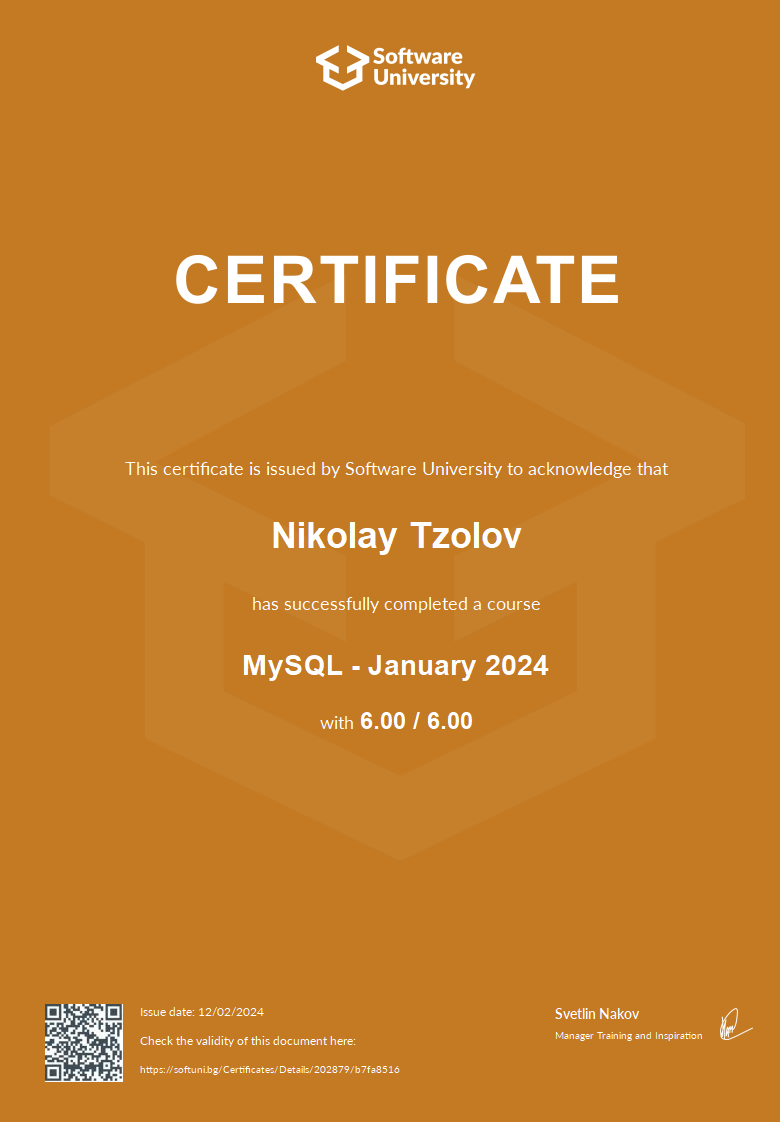 Software
University
CERTIFICATE
This certificate is issued by Software University to acknowledge that
Nikolay Tzolov
has successfully completed a course
MySQL - January 2024
with 6.00 / 6.00
Issue date: 12/02/2024
Check the validity of this document here:
https://softuni.bg/Certificates/Details/202879/b7fa8516
Svetlin Nakov
Manager Training and Inspiration